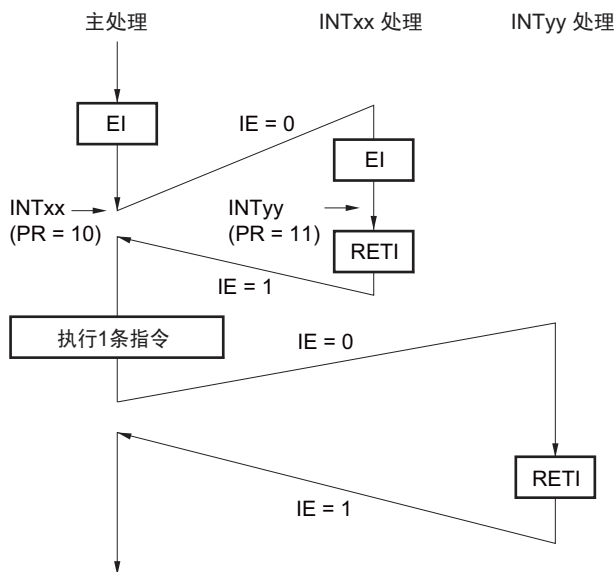 主处理
INTxx 处理
INTyy 处理
EI
IE = 0
EI
INTxx
(PR = 10)
INTyy
(PR = 11)
RETI
IE = 1
执行1条指令
IE = 0
RETI
IE = 1